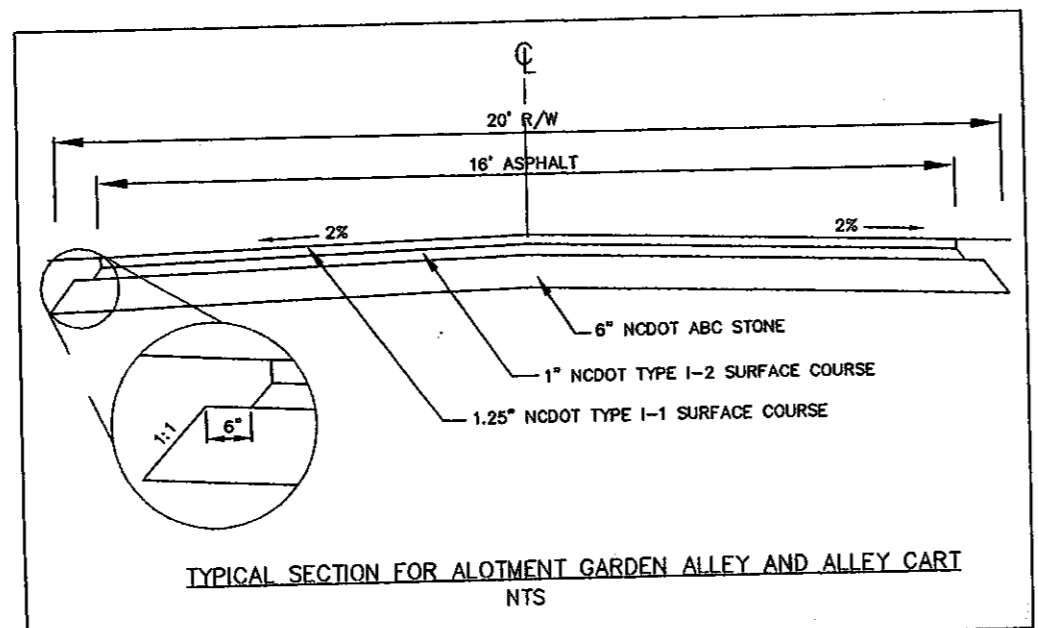 ℄
20' R/W
16' ASPHALT
2%
2%
6" NCDOT ABC STONE
1" NCDOT TYPE I-2 SURFACE COURSE
1.25" NCDOT TYPE I-1 SURFACE COURSE
1:1
6"
TYPICAL SECTION FOR ALOTMENT GARDEN ALLEY AND ALLEY CART
NTS